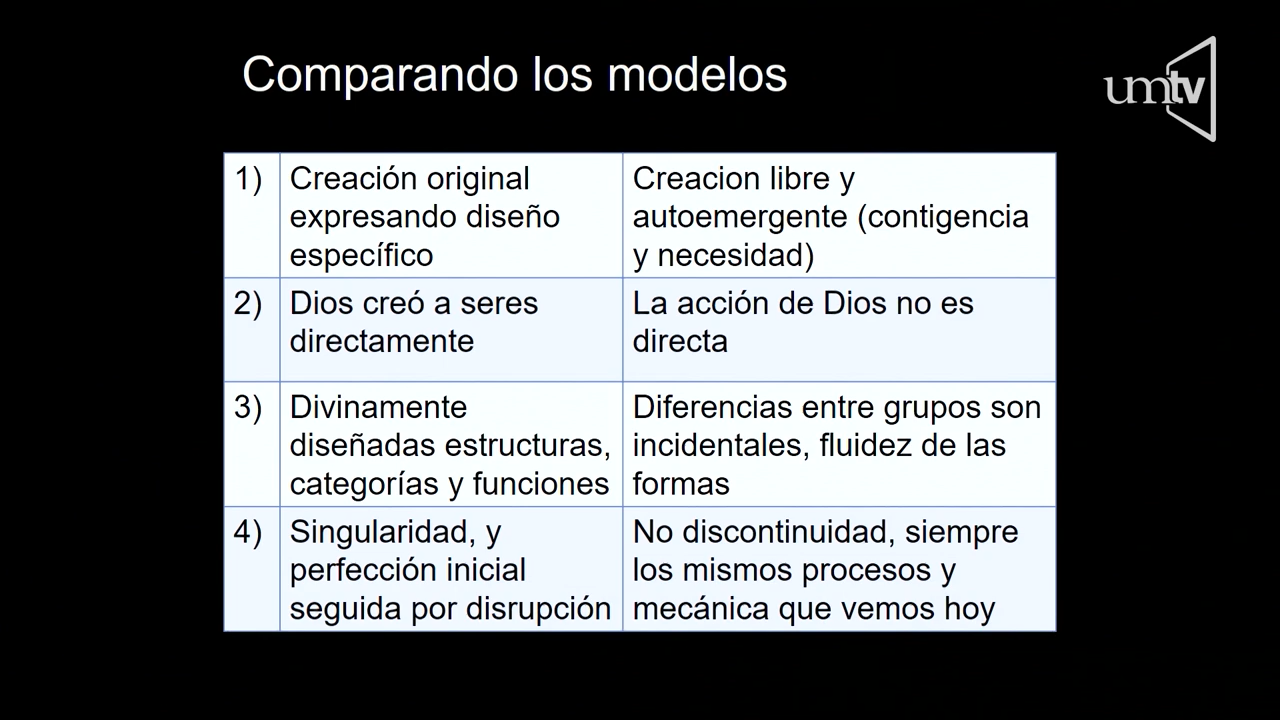 Comparando los modelos
umtv
1) Creación original
expresando diseño
específico
Creacion libre y
autoemergente (contigencia
y necesidad)
2) Dios creó a seres
directamente
La acción de Dios no es
directa
3) Divinamente
diseñadas estructuras,
categorías y funciones
Diferencias entre grupos son
incidentales, fluidez de las
formas
4) Singularidad, y
perfección inicial
seguida por disrupción
No discontinuidad, siempre
los mismos procesos y
mecánica que vemos hoy